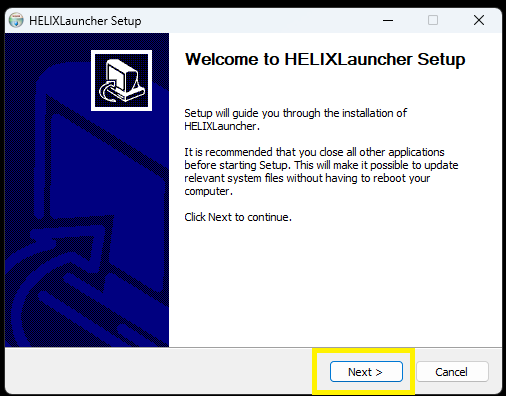 HELIXLauncher Setup
Welcome to HELIXLauncher Setup
Setup will guide you through the installation of
HELIXLauncher.
It is recommended that you close all other applications
before starting Setup. This will make it possible to update
relevant system files without having to reboot your
computer.
Click Next to continue.
Next >
Cancel